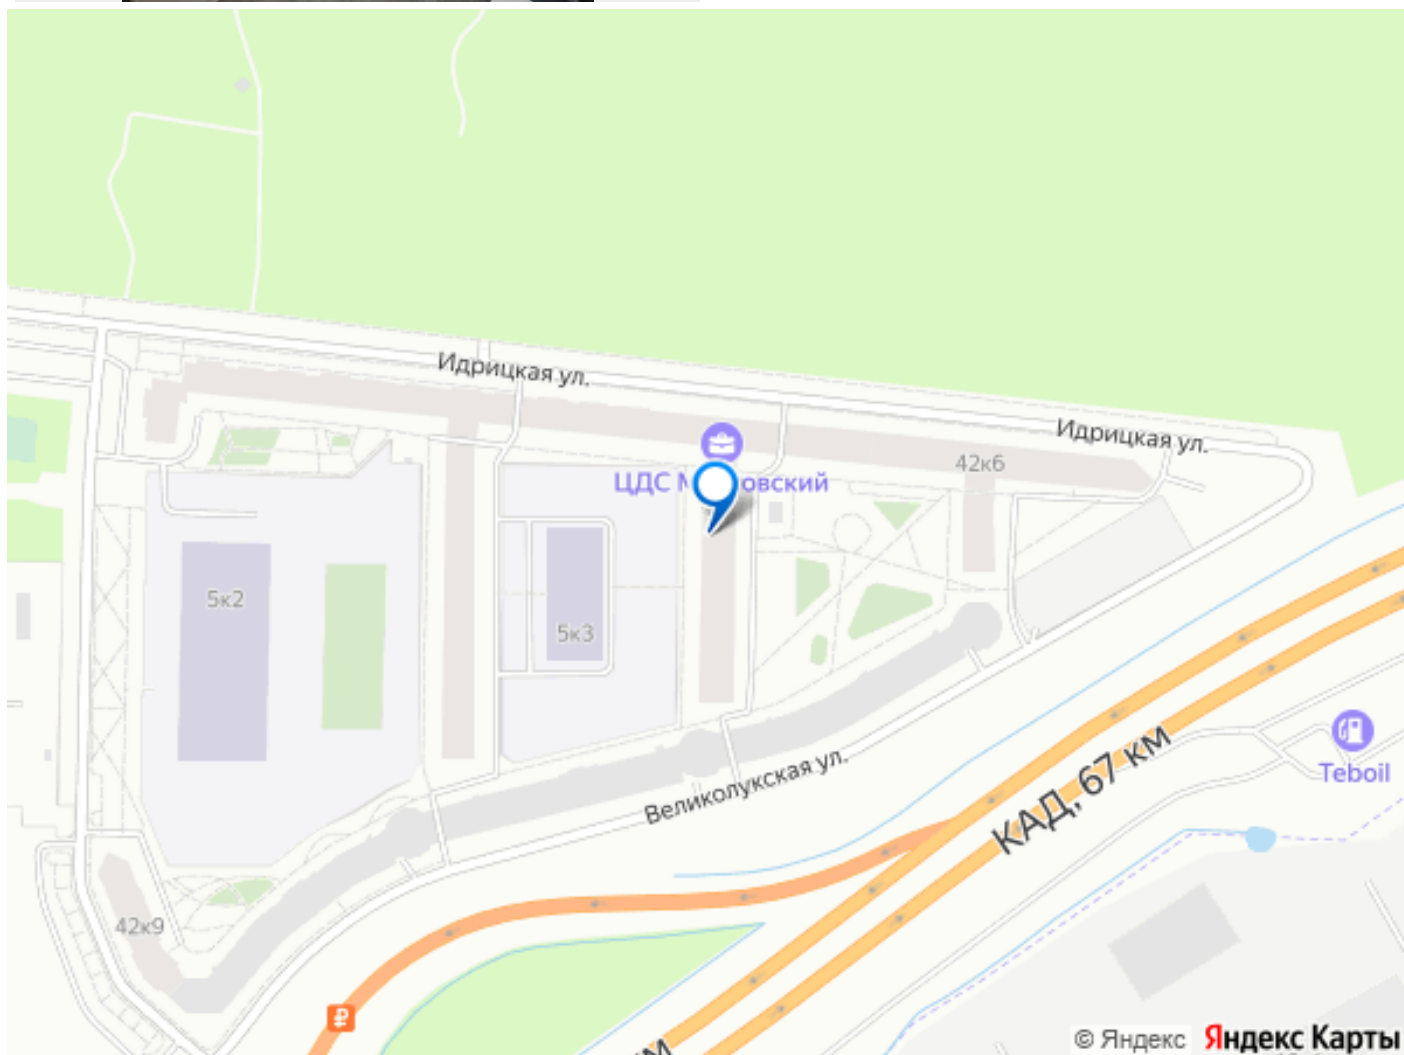 Идрицкая ул.
Идрицкая ул.
42к6
ЦДС М овский
5к2
5к3
Teboil
КАД, 67 км
Великолукская ул.
42к9
₽
км
© Яндекс Яндекс Карты